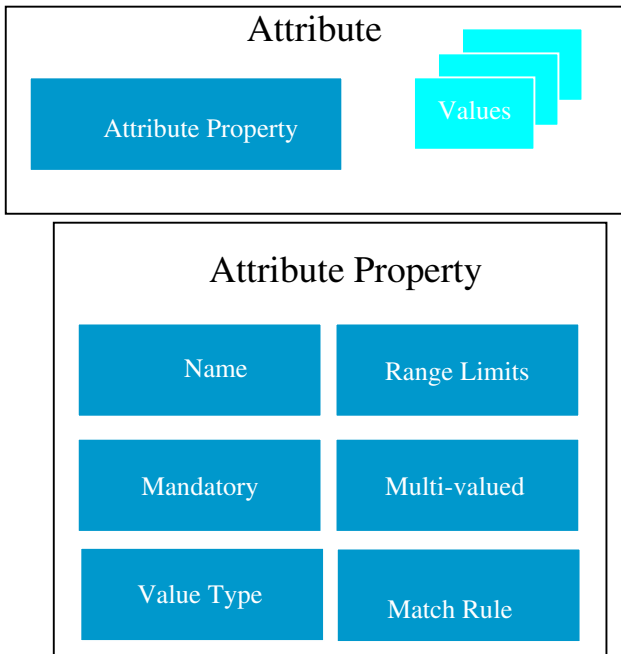 Attribute
Attribute Property
Values
Attribute Property
Name
Range Limits
Mandatory
Multi-valued
Value Type
Match Rule